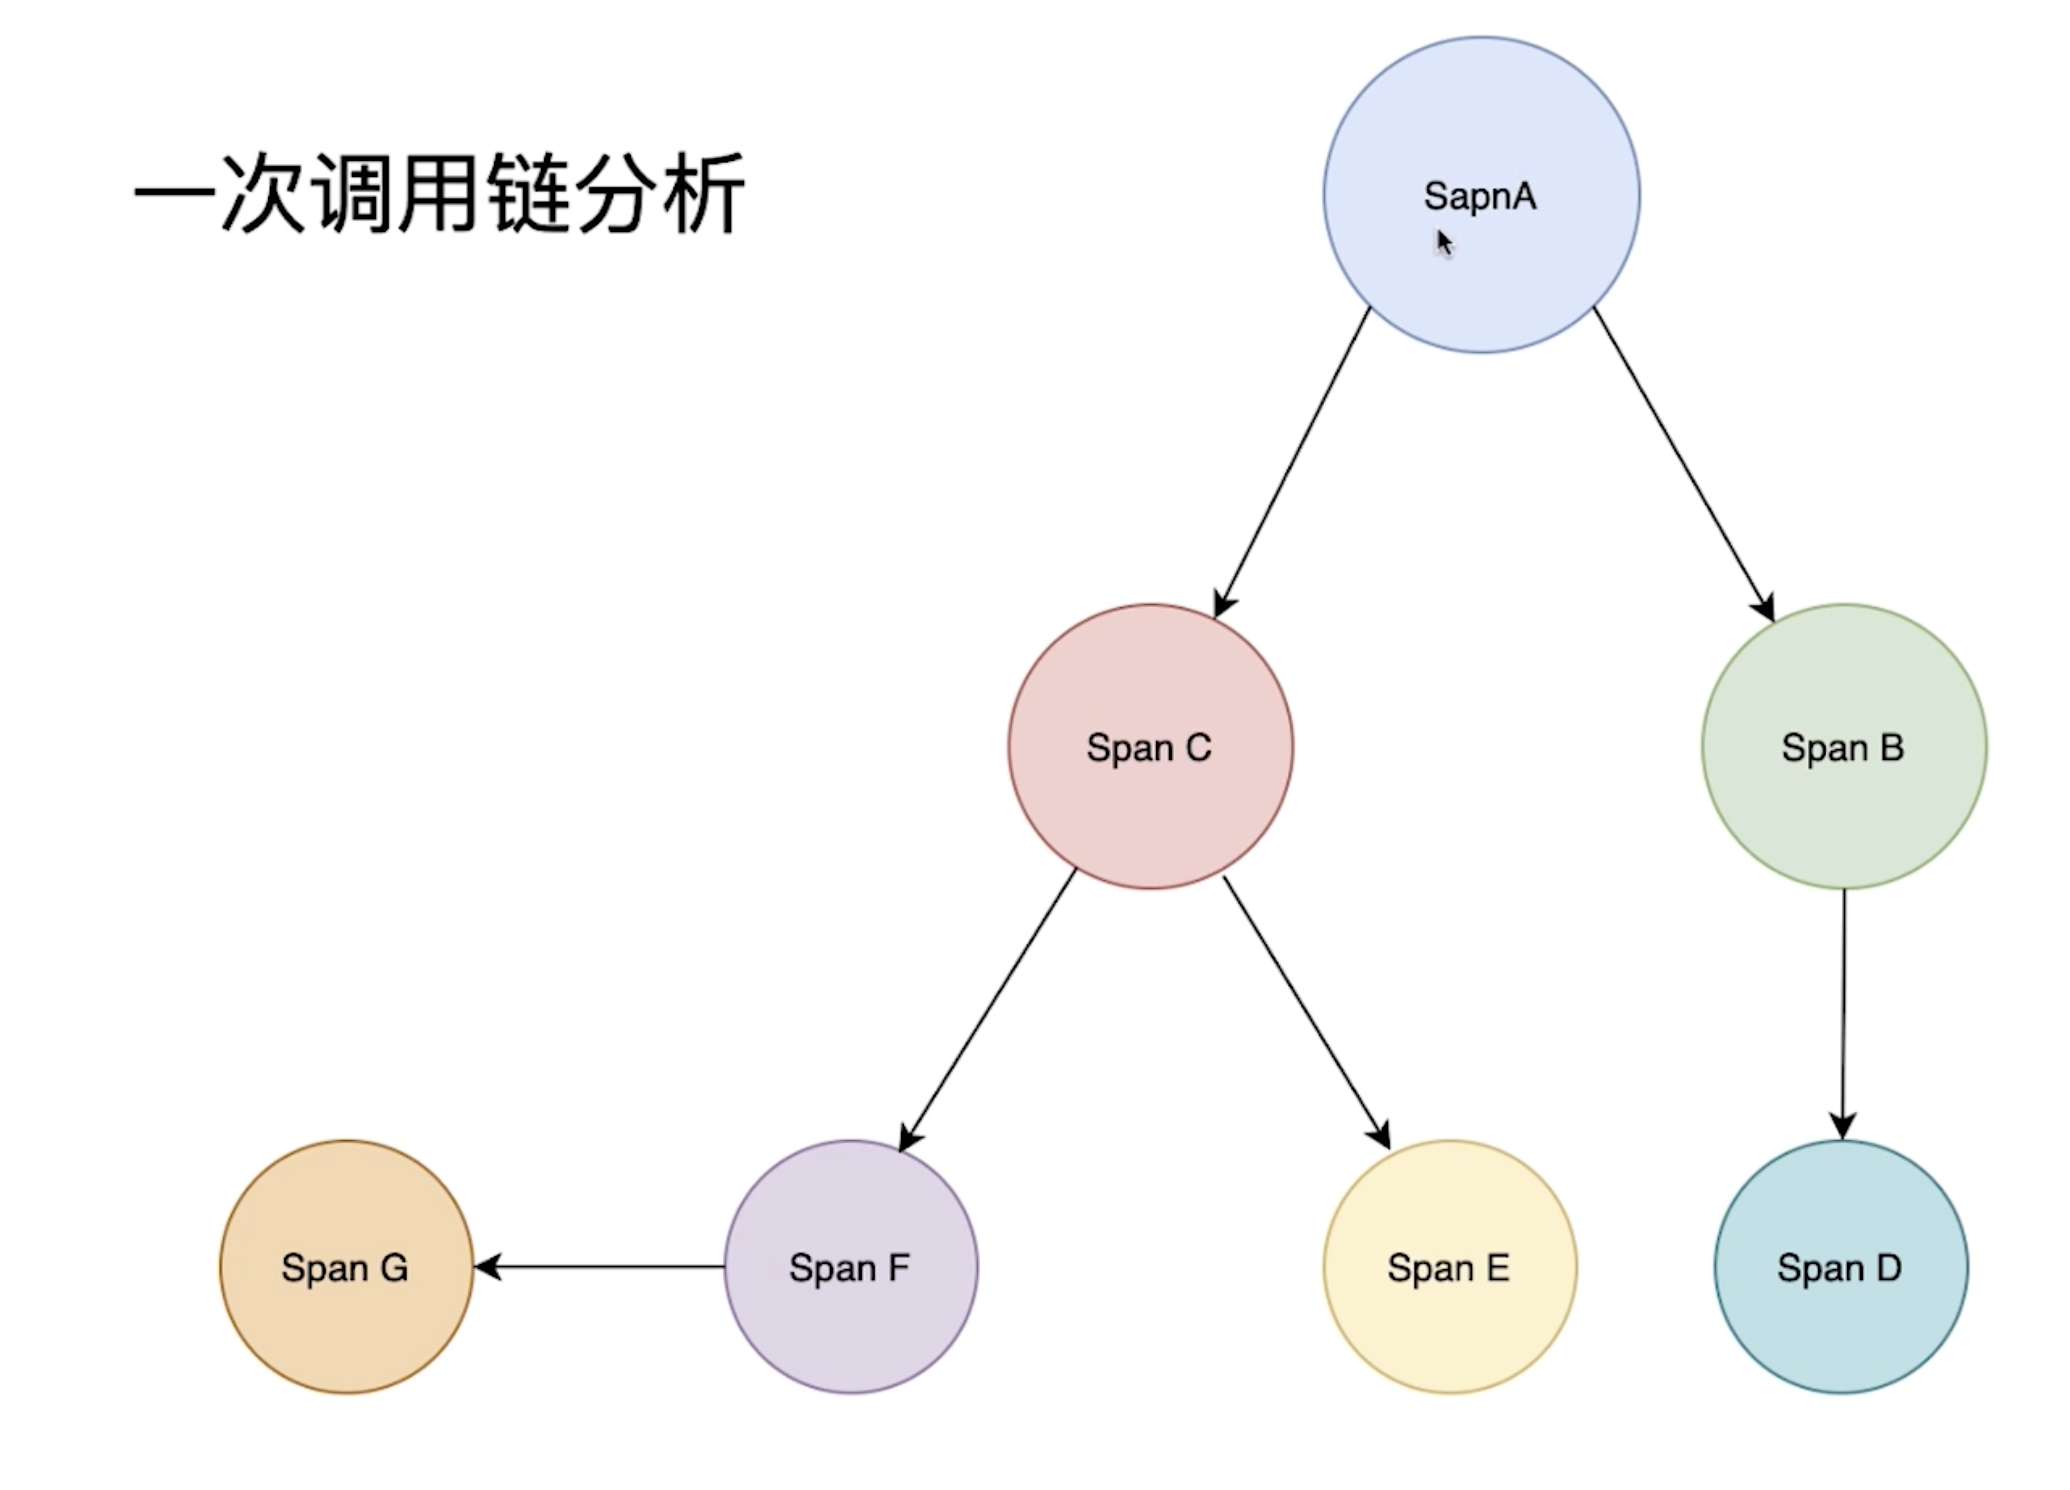 一次调用链分析
SapnA
Span C
Span B
Span G
Span F
Span E
Span D